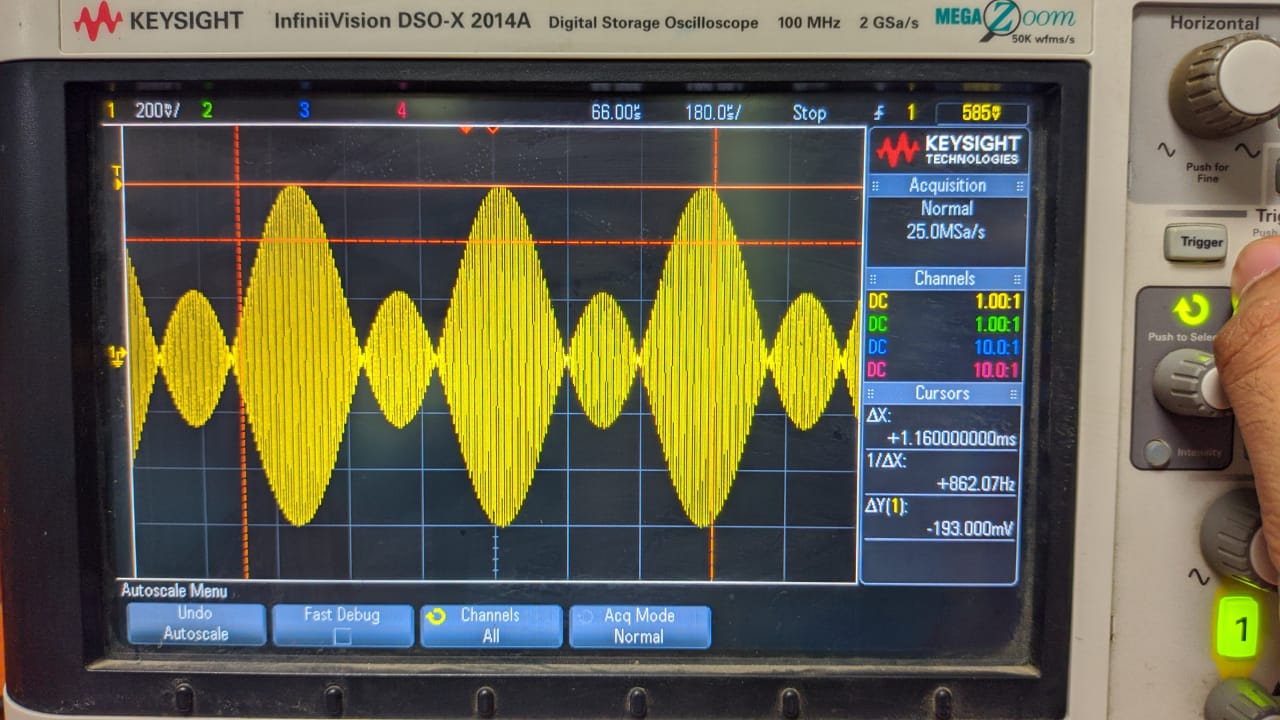 KEYSIGHT InfiniiVision DSO-X 2014A Digital Storage Oscilloscope 100 MHz 2 GSa/s MEGA Zoom
50K wfms/s
Horizontal
Push for
Fine
1 200mV/ 2 3 4 66.00µs 180.0µs/ Stop 1 585mV
T
KEYSIGHT
TECHNOLOGIES
Acquisition
Normal
25.0MSa/s
Channels
DC 1.00:1
DC 1.00:1
DC 10.0:1
DC 10.0:1
Cursors
ΔX:
+1.160000000ms
1/ΔX:
+862.07Hz
ΔY(1):
-193.000mV
Autoscale Menu
Undo
Autoscale
Fast Debug
Channels
All
Acq Mode
Normal
Trigger
Push to Selec
Intensity
1